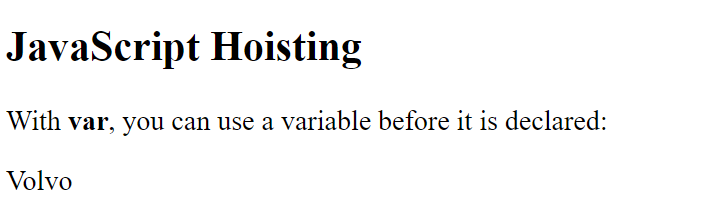 JavaScript Hoisting
With var, you can use a variable before it is declared:
Volvo